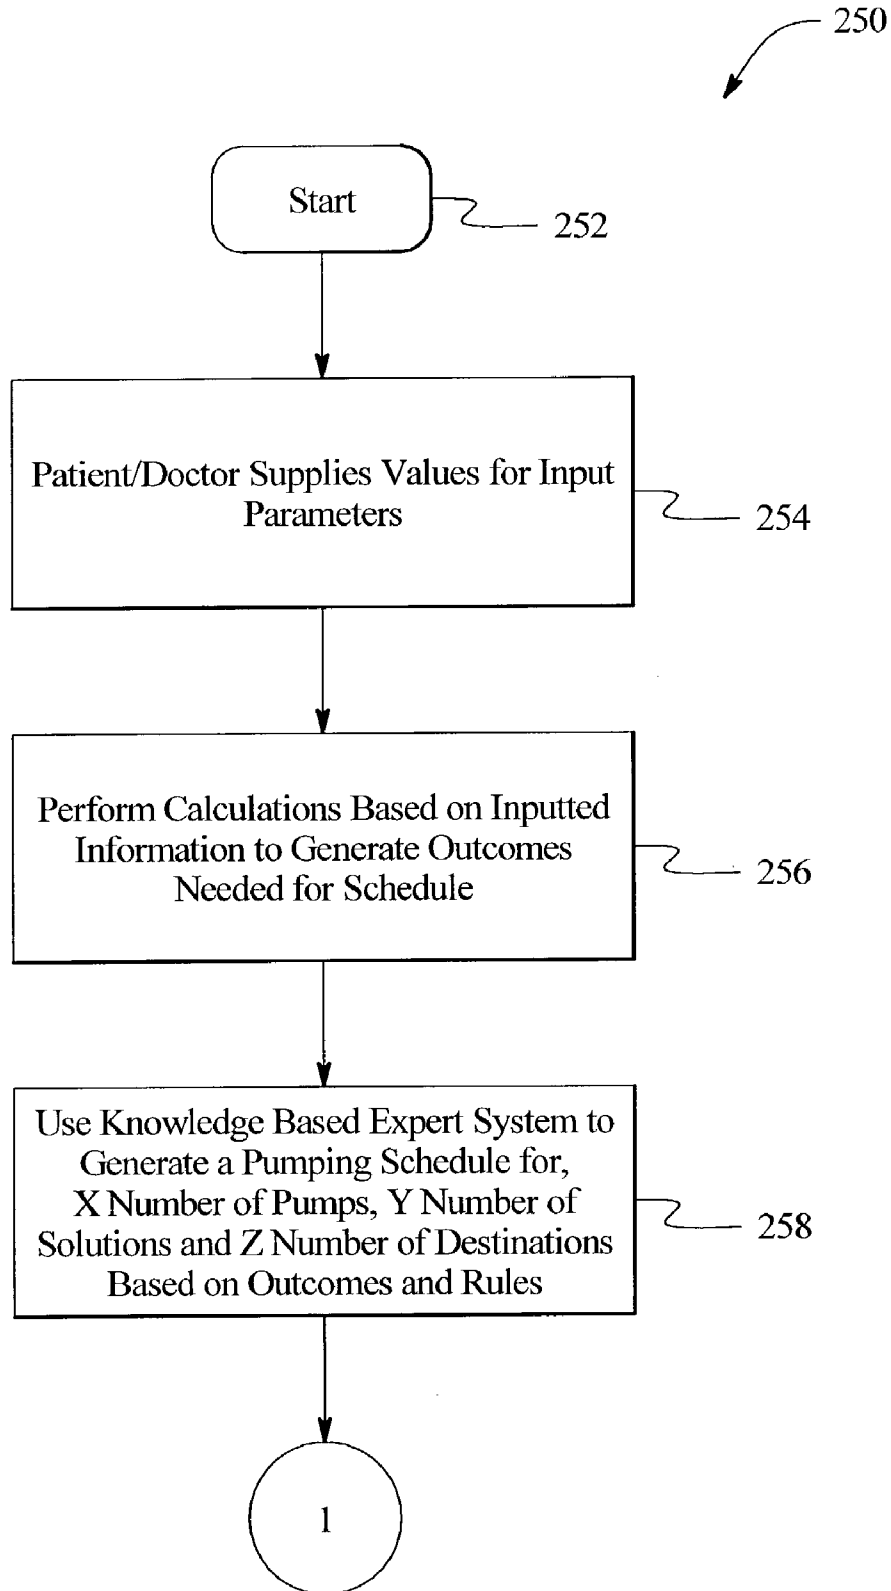 250
Start
252
Patient/Doctor Supplies Values for Input
Parameters
254
Perform Calculations Based on Inputted
Information to Generate Outcomes
Needed for Schedule
256
Use Knowledge Based Expert System to
Generate a Pumping Schedule for,
X Number of Pumps, Y Number of
Solutions and Z Number of Destinations
Based on Outcomes and Rules
258
1